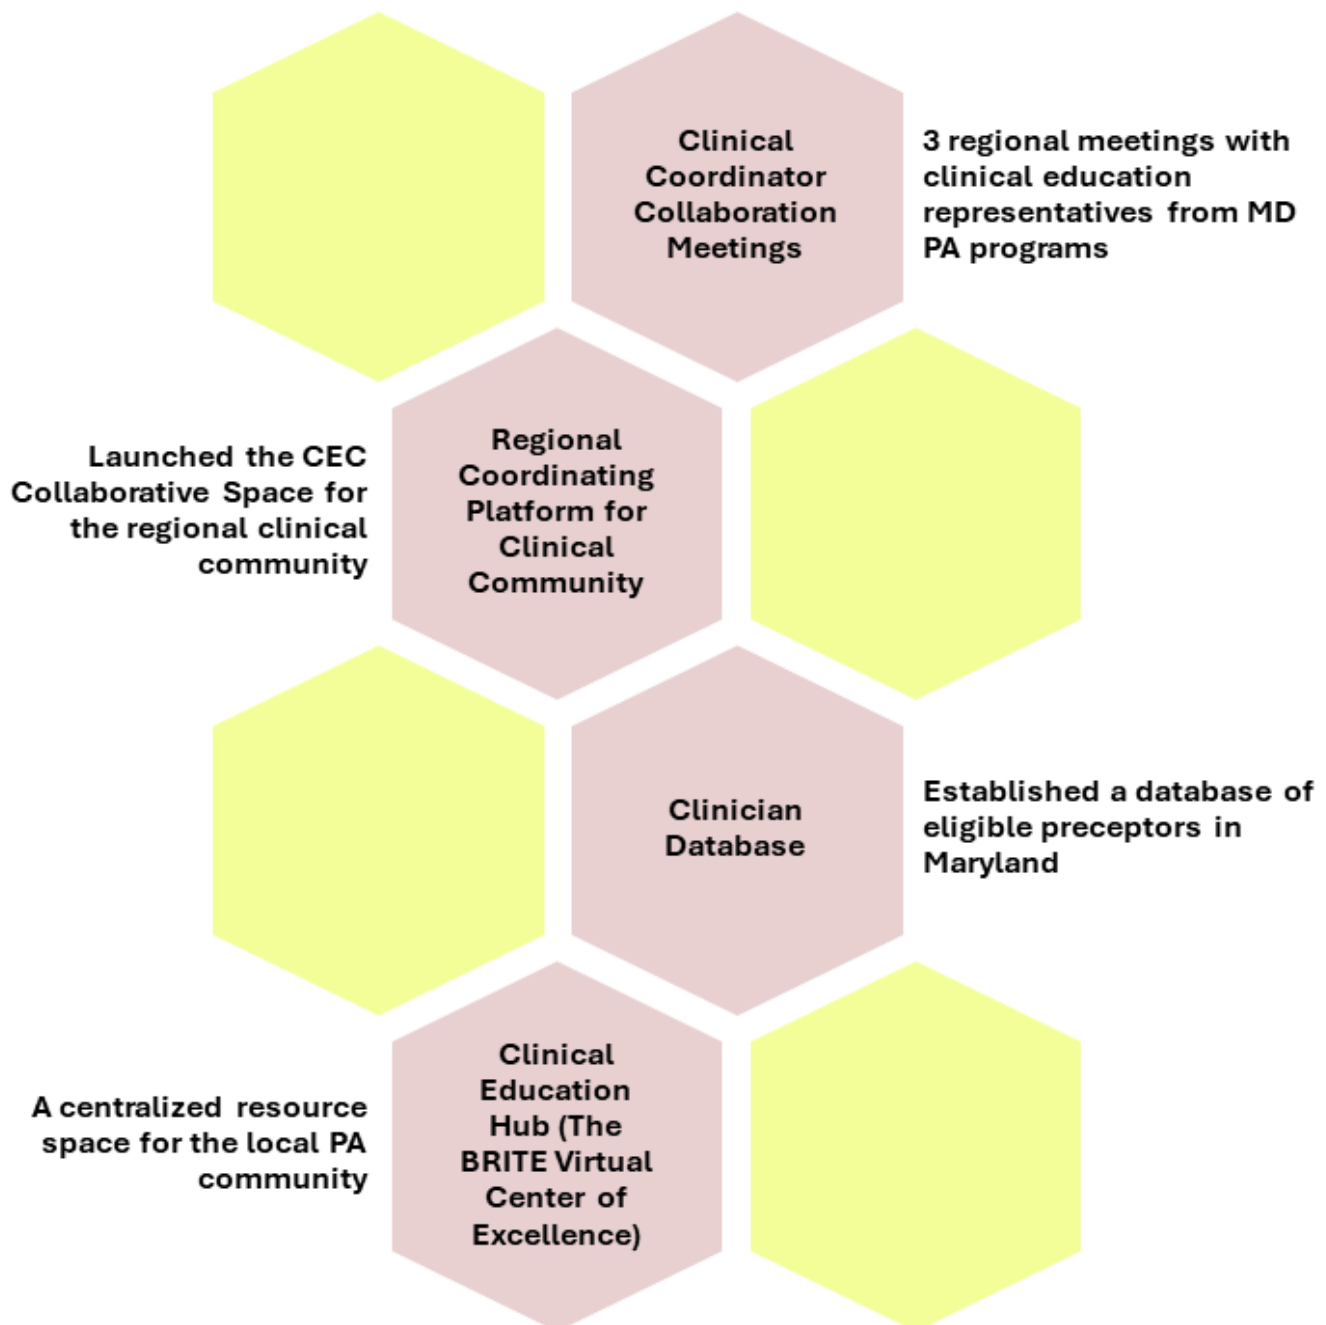 Clinical
Coordinator
Collaboration
Meetings
3 regional meetings with
clinical education
representatives from MD
PA programs
Launched the CEC
Collaborative Space for
the regional clinical
community
Regional
Coordinating
Platform for
Clinical
Community
Clinician
Database
Established a database of
eligible preceptors in
Maryland
A centralized resource
space for the local PA
community
Clinical
Education
Hub (The
BRITE Virtual
Center of
Excellence)